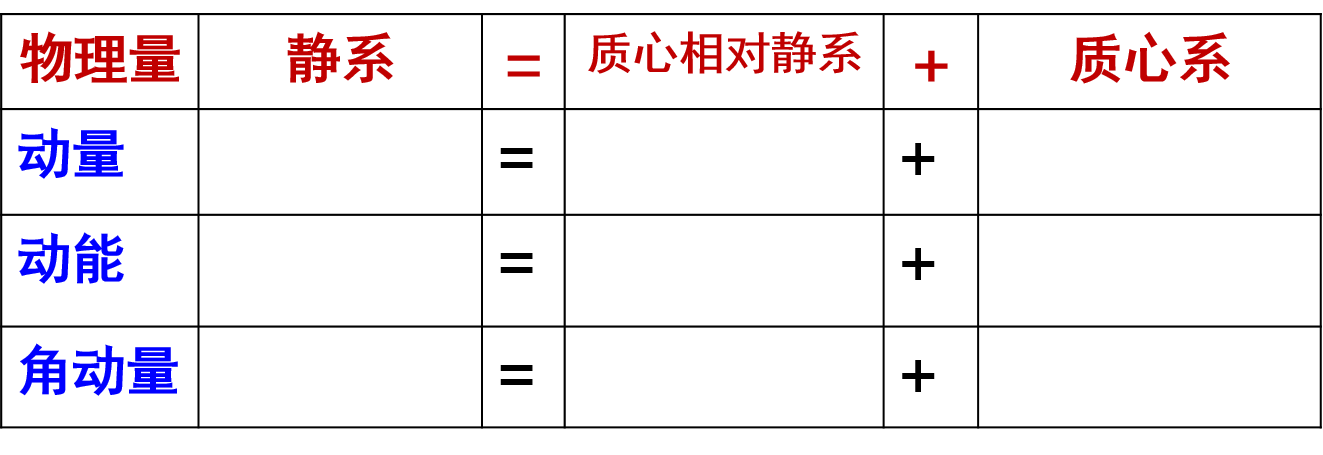 物理量 静系 = 质心相对静系 + 质心系
动量 = +
动能 = +
角动量 = +